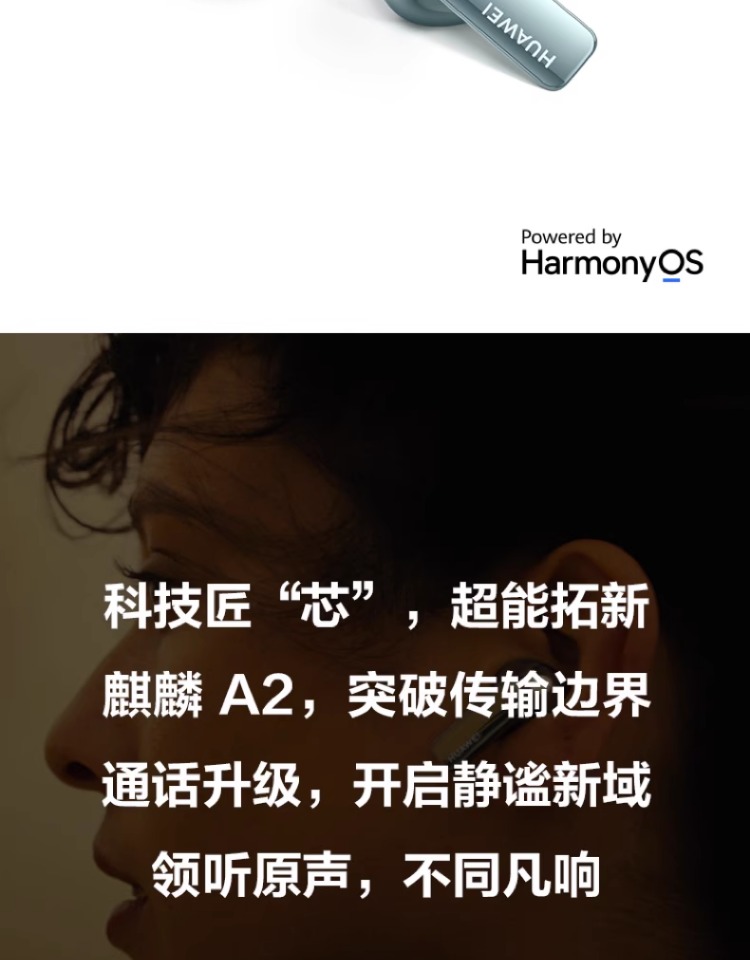 HUAWEI
Powered by
HarmonyOS
科技匠“芯”，超能拓新
麒麟 A2，突破传输边界
通话升级，开启静谧新域
领听原声，不同凡响
HUAWEI